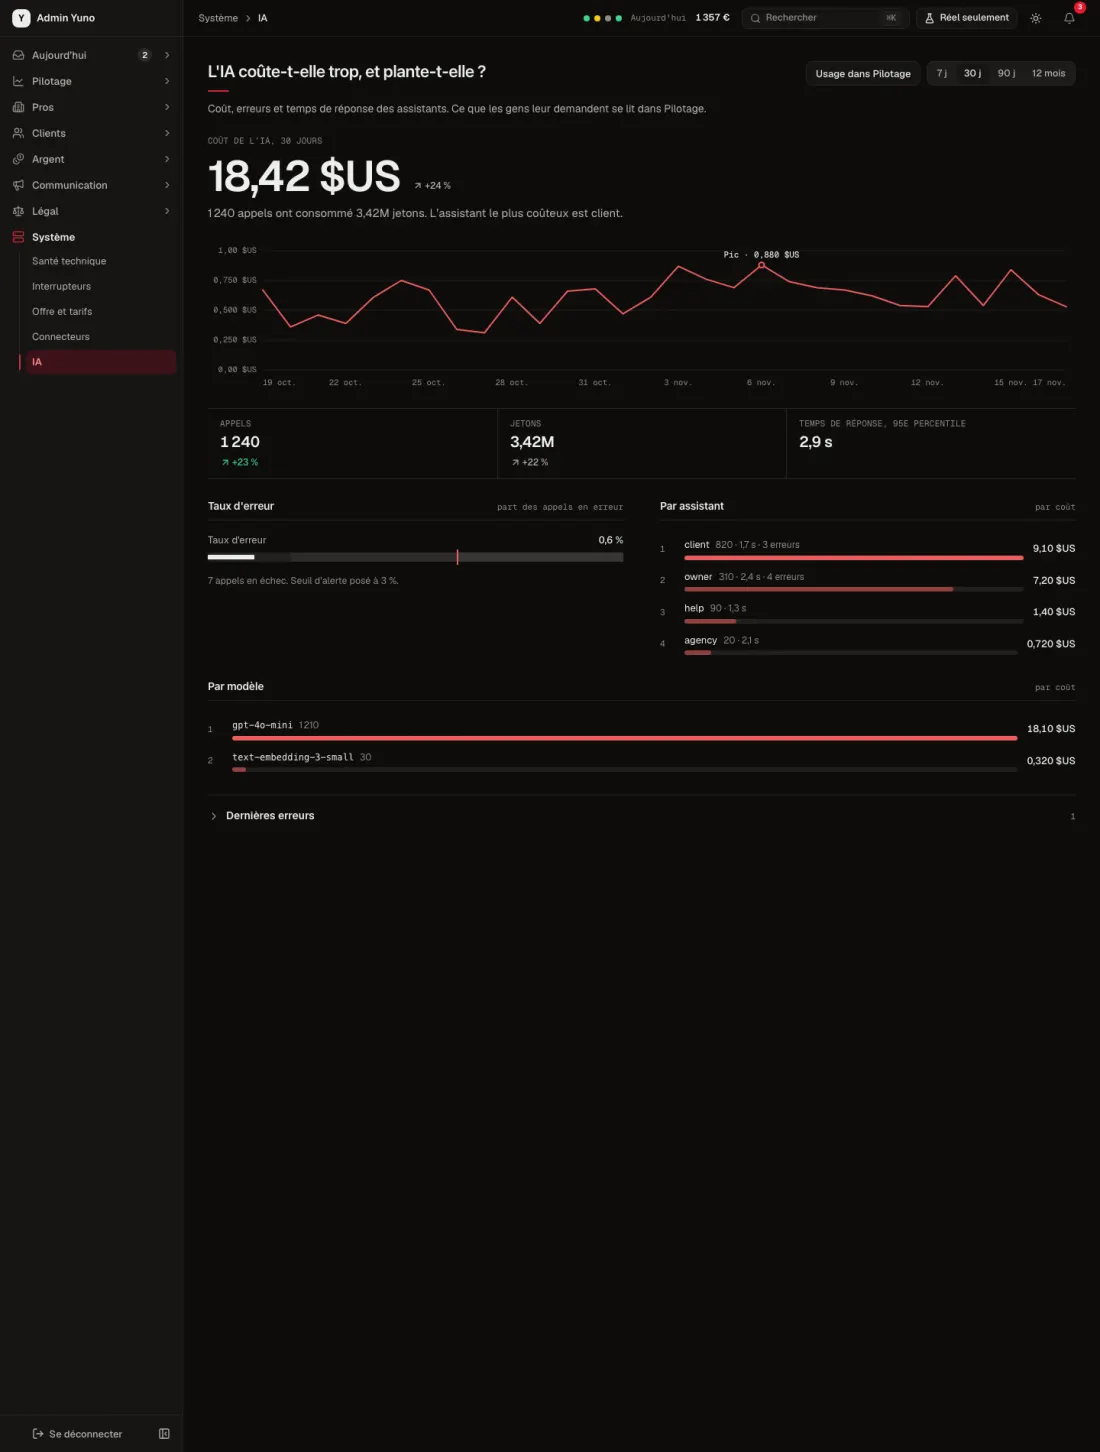 Y Admin Yuno
Système > IA
Aujourd'hui 1 357 €
Rechercher ⌘K
Réel seulement
3
Aujourd'hui 2
Pilotage
Pros
Clients
Argent
Communication
Légal
Système
Santé technique
Interrupteurs
Offre et tarifs
Connecteurs
IA
Se déconnecter
L'IA coûte-t-elle trop, et plante-t-elle ?
Usage dans Pilotage
7 j 30 j 90 j 12 mois
Coût, erreurs et temps de réponse des assistants. Ce que les gens leur demandent se lit dans Pilotage.
COÛT DE L'IA, 30 JOURS
18,42 $US ↗ +24 %
1 240 appels ont consommé 3,42M jetons. L'assistant le plus coûteux est client.
1,00 $US
Pic · 0,880 $US
0,750 $US
0,500 $US
0,250 $US
0,00 $US
19 oct. 22 oct. 25 oct. 28 oct. 31 oct. 3 nov. 6 nov. 9 nov. 12 nov. 15 nov. 17 nov.
APPELS
1 240
↗ +23 %
JETONS
3,42M
↗ +22 %
TEMPS DE RÉPONSE, 95E PERCENTILE
2,9 s
Taux d'erreur part des appels en erreur
Taux d'erreur 0,6 %
7 appels en échec. Seuil d'alerte posé à 3 %.
Par assistant par coût
1 client 820 · 1,7 s · 3 erreurs 9,10 $US
2 owner 310 · 2,4 s · 4 erreurs 7,20 $US
3 help 90 · 1,3 s 1,40 $US
4 agency 20 · 2,1 s 0,720 $US
Par modèle par coût
1 gpt-4o-mini 1 210 18,10 $US
2 text-embedding-3-small 30 0,320 $US
Dernières erreurs 1